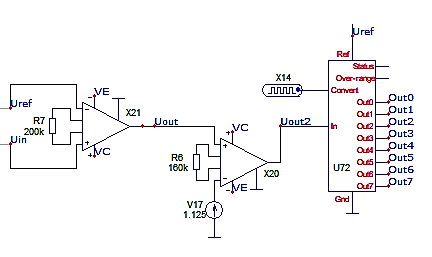 Uref
X14
Ref
Status
Over-range
Convert
VE
X21
Uref
R7
200k
Uin
VC
Uout
VC
Uout2
In
U72
Out0
Out1
Out2
Out3
Out4
Out5
Out6
Out7
Out0
Out1
Out2
Out3
Out4
Out5
Out6
Out7
R6
160k
X20
VE
V17
1.125
Gnd